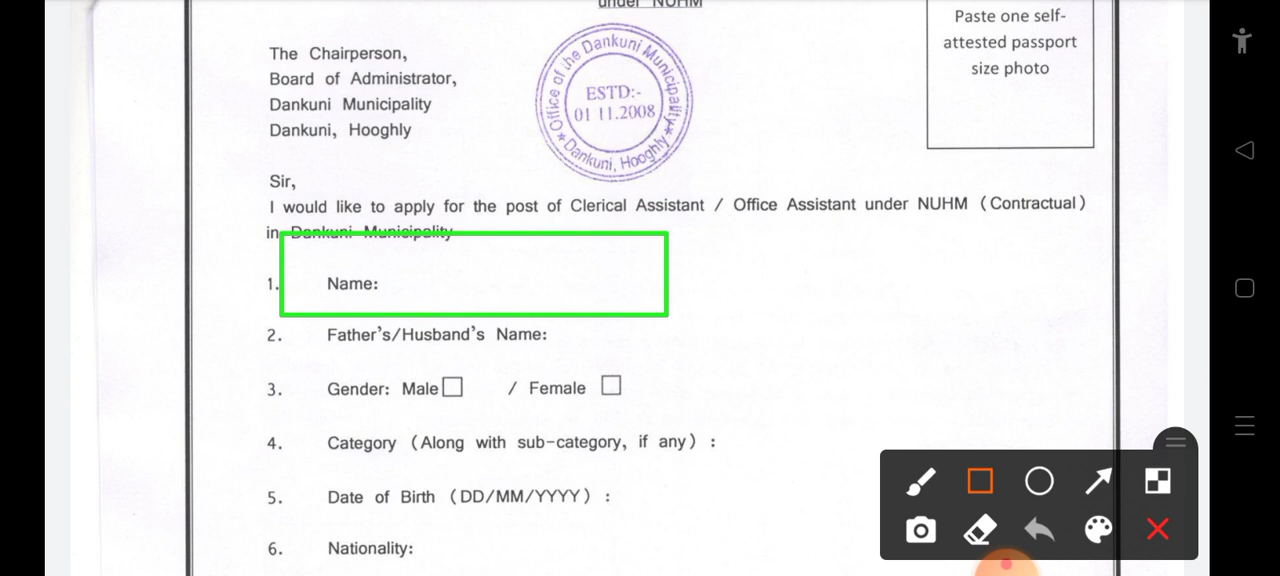 under NUHM
Paste one self-
attested passport
size photo
The Chairperson,
Board of Administrator,
Dankuni Municipality
Dankuni, Hooghly
Office of the Dankuni Municipality
ESTD:-
01 11.2008
Dankuni, Hooghly
Sir,
I would like to apply for the post of Clerical Assistant / Office Assistant under NUHM (Contractual)
in Dankuni Municipality
1. Name:
2. Father's/Husband's Name:
3. Gender: Male / Female
4. Category (Along with sub-category, if any) :
5. Date of Birth (DD/MM/YYYY) :
6. Nationality: